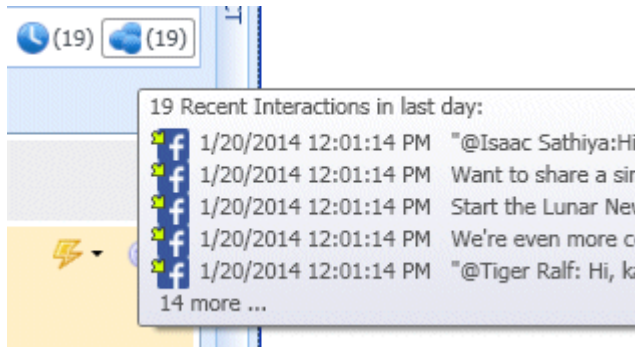 (19) (19)
19 Recent Interactions in last day:
1/20/2014 12:01:14 PM "@Isaac Sathiya:Hi
1/20/2014 12:01:14 PM Want to share a
1/20/2014 12:01:14 PM Start the Lunar
1/20/2014 12:01:14 PM We're even more
1/20/2014 12:01:14 PM "@Tiger Ralf: Hi,
14 more ...